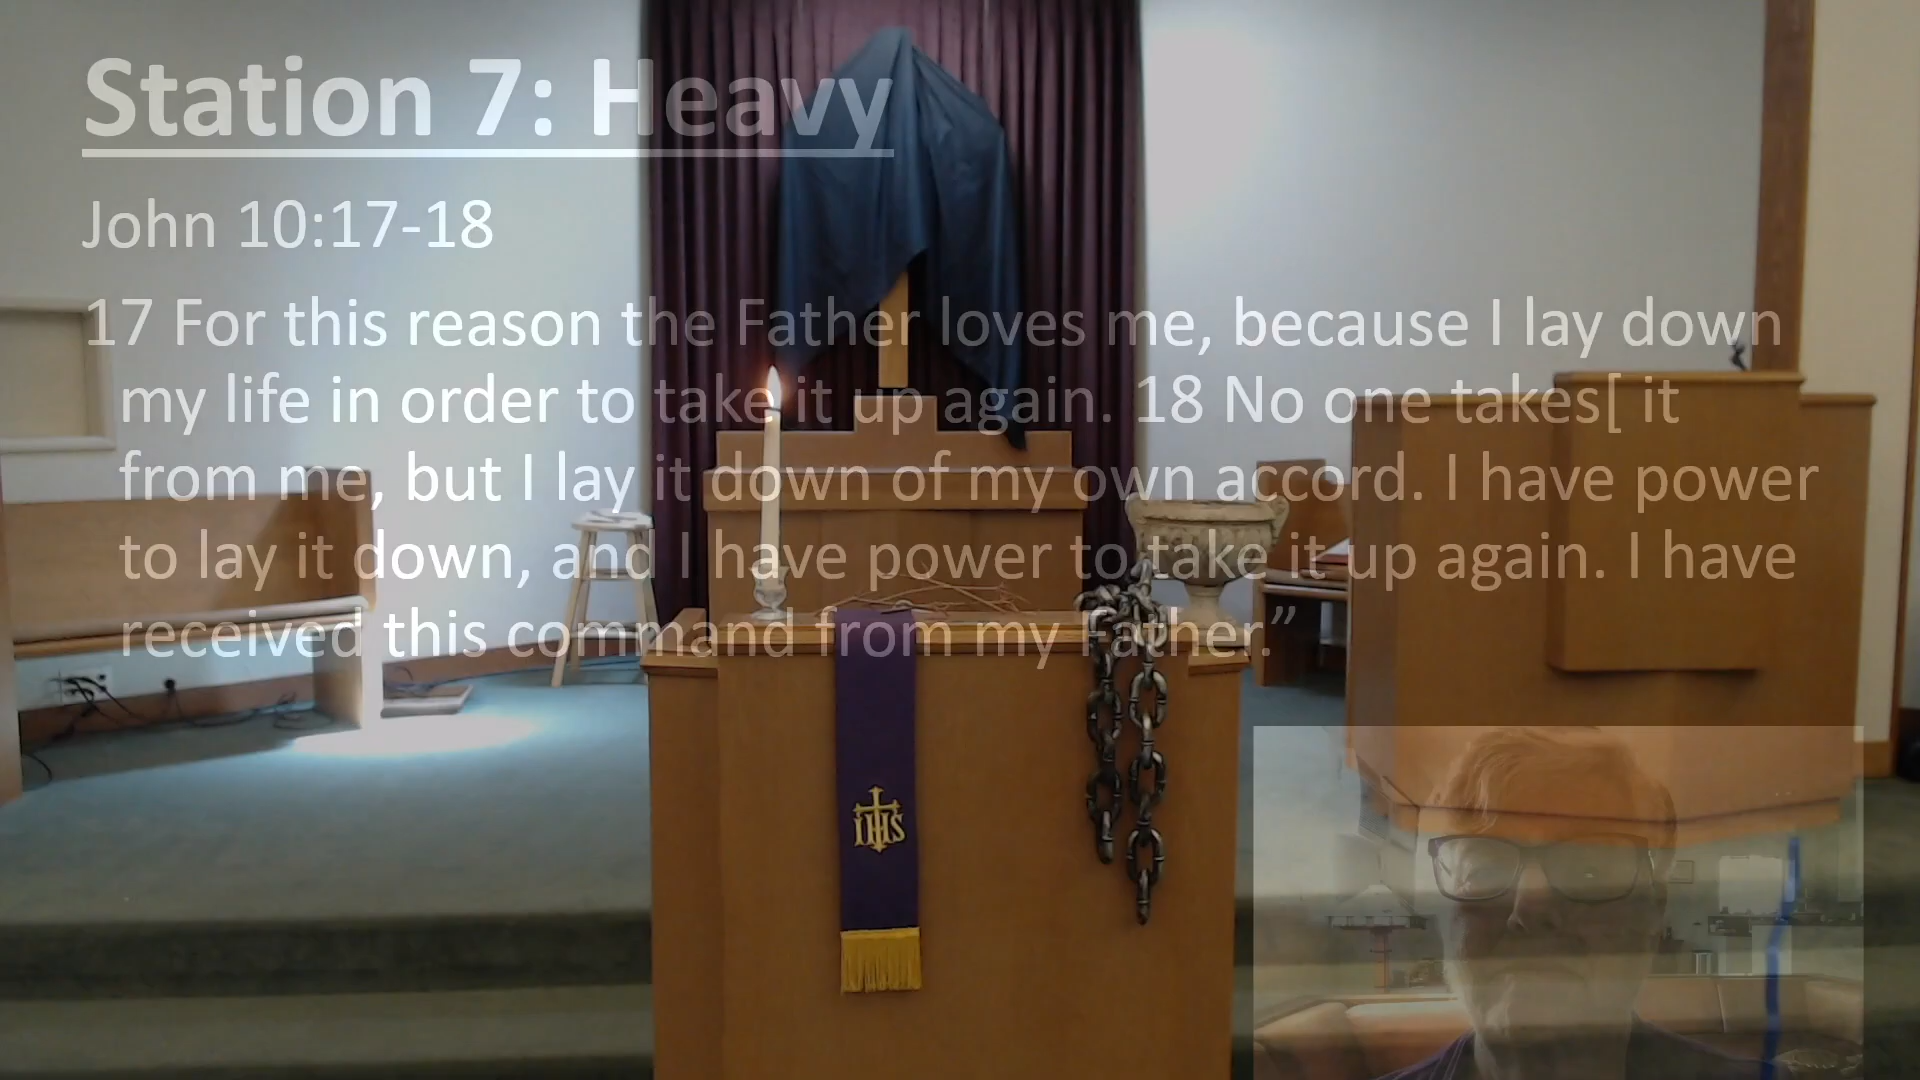 Station 7: Heavy
John 10:17-18
17 For this reason the Father loves me, because I lay down
my life in order to take it up again. 18 No one takes[ it
from me, but I lay it down of my own accord. I have power
to lay it down, and I have power to take it up again. I have
received this command from my Father.”
IHS